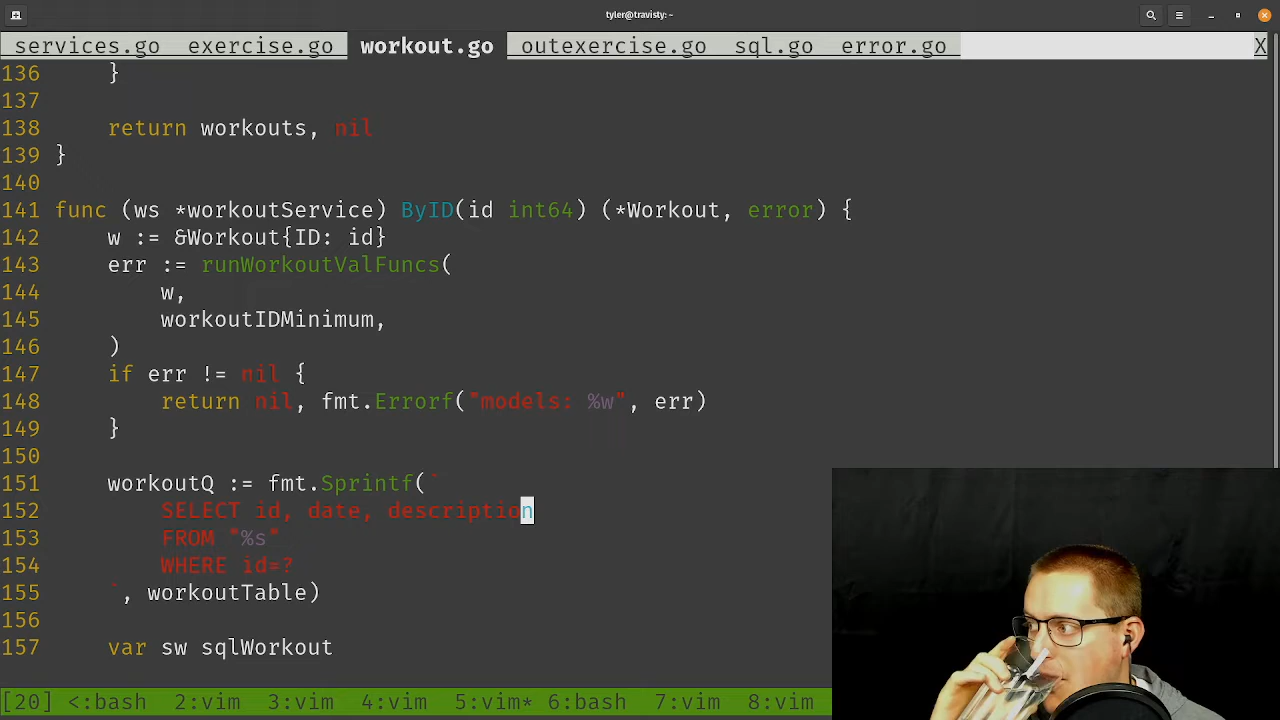 tyler@travisty: ~
services.go exercise.go workout.go outexercise.go sql.go error.go X
136 }
137
138 return workouts, nil
139 }
140
141 func (ws *workoutService) ByID(id int64) (*Workout, error) {
142 w := &Workout{ID: id}
143 err := runWorkoutValFuncs(
144 w,
145 workoutIDMinimum,
146 )
147 if err != nil {
148 return nil, fmt.Errorf("models: %w", err)
149 }
150
151 workoutQ := fmt.Sprintf(`
152 SELECT id, date, description
153 FROM "%s"
154 WHERE id=?
155 `, workoutTable)
156
157 var sw sqlWorkout
[20] <:bash 2:vim 3:vim 4:vim 5:vim* 6:bash 7:vim 8:vim